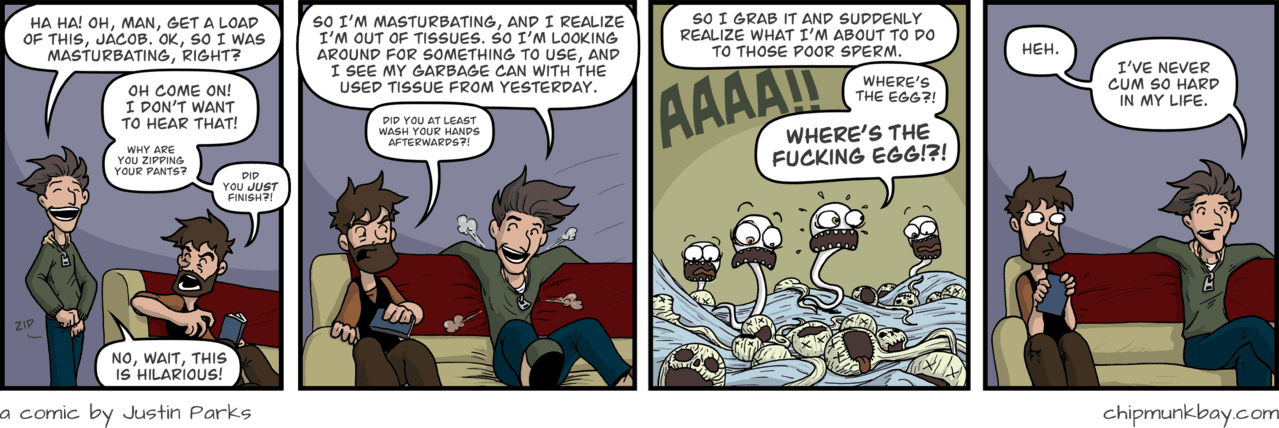 HA HA! OH, MAN, GET A LOAD
OF THIS, JACOB. OK, SO I WAS
MASTURBATING, RIGHT?
OH COME ON!
I DON'T WANT
TO HEAR THAT!
WHY ARE
YOU ZIPPING
YOUR PANTS?
DID
YOU JUST
FINISH?!
ZIP
NO, WAIT, THIS
IS HILARIOUS!
SO I'M MASTURBATING, AND I REALIZE
I'M OUT OF TISSUES. SO I'M LOOKING
AROUND FOR SOMETHING TO USE, AND
I SEE MY GARBAGE CAN WITH THE
USED TISSUE FROM YESTERDAY.
DID YOU AT LEAST
WASH YOUR HANDS
AFTERWARDS?!
SO I GRAB IT AND SUDDENLY
REALIZE WHAT I'M ABOUT TO DO
TO THOSE POOR SPERM.
AAAA!!
WHERE'S
THE EGG?!
WHERE'S THE
FUCKING EGG!?!
HEH.
I'VE NEVER
CUM SO HARD
IN MY LIFE.
a comic by Justin Parks
chipmunkbay.com